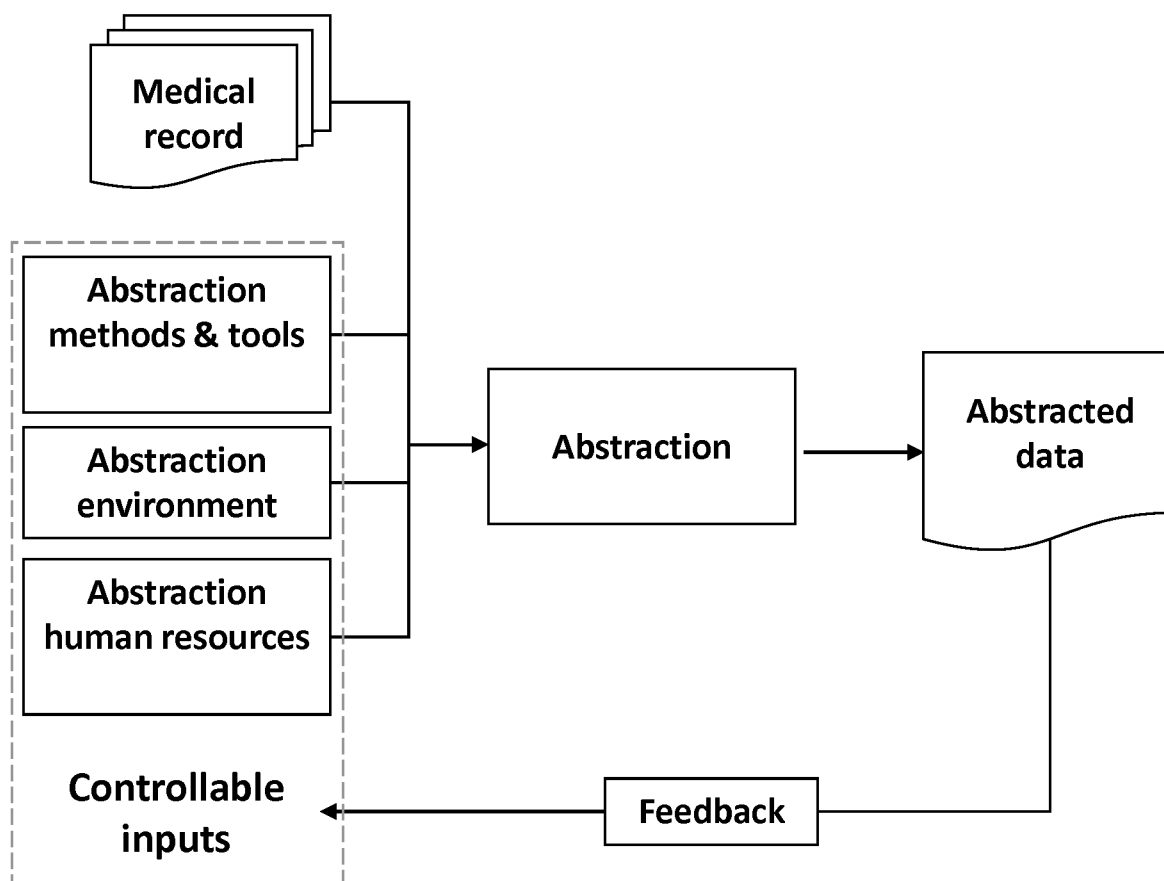 Medical
record
Abstraction
methods & tools
Abstraction
environment
Abstraction
human resources
Controllable
inputs
Abstraction
Abstracted
data
Feedback